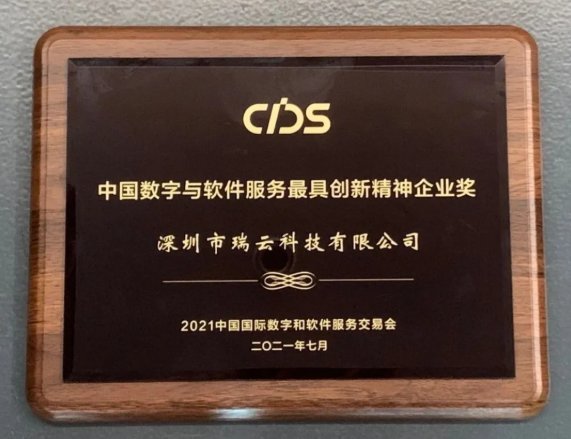 CDS
中国数字与软件服务最具创新精神企业奖
深圳市瑞云科技有限公司
2021中国国际数字和软件服务交易会
二〇二一年七月